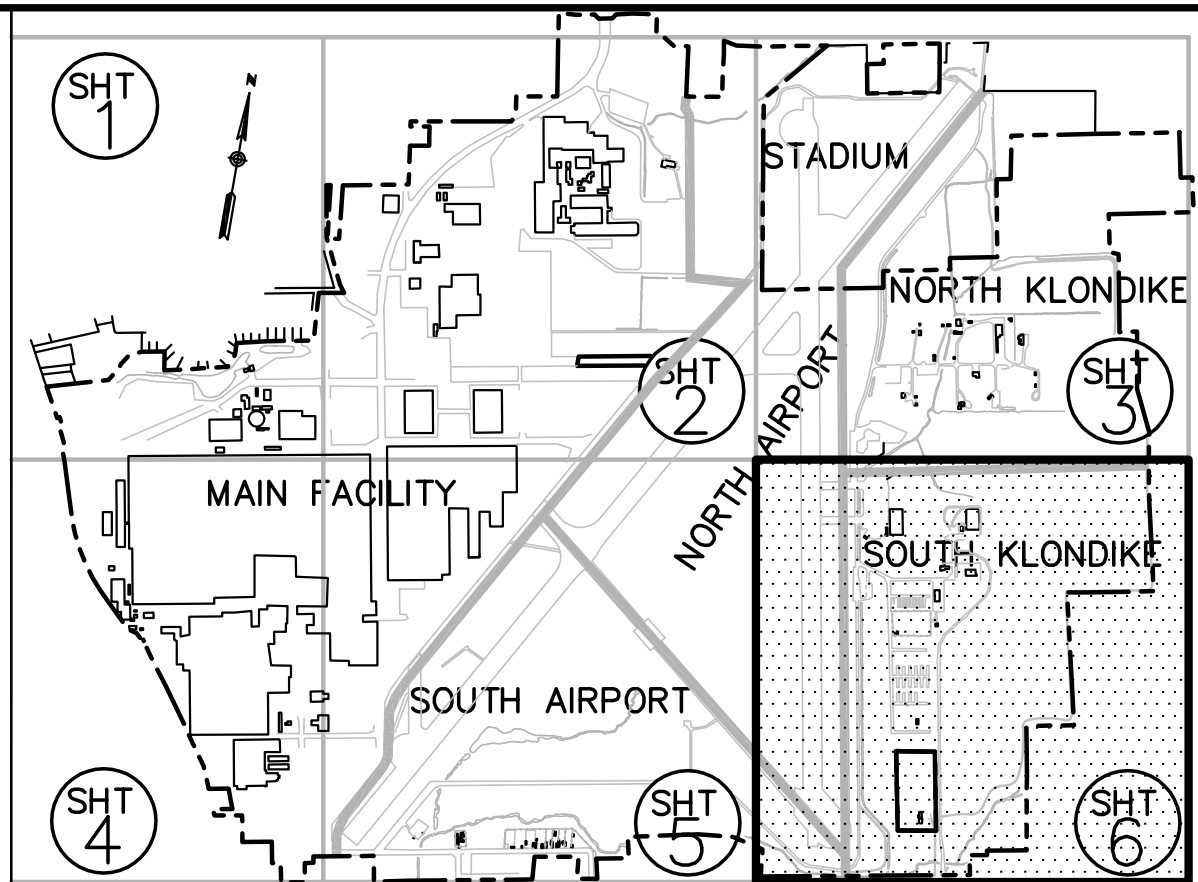 N
SHT
1
STADIUM
NORTH KLONDIKE
SHT
2
SHT
3
NORTH AIRPORT
MAIN FACILITY
SOUTH KLONDIKE
SOUTH AIRPORT
SHT
4
SHT
5
SHT
6